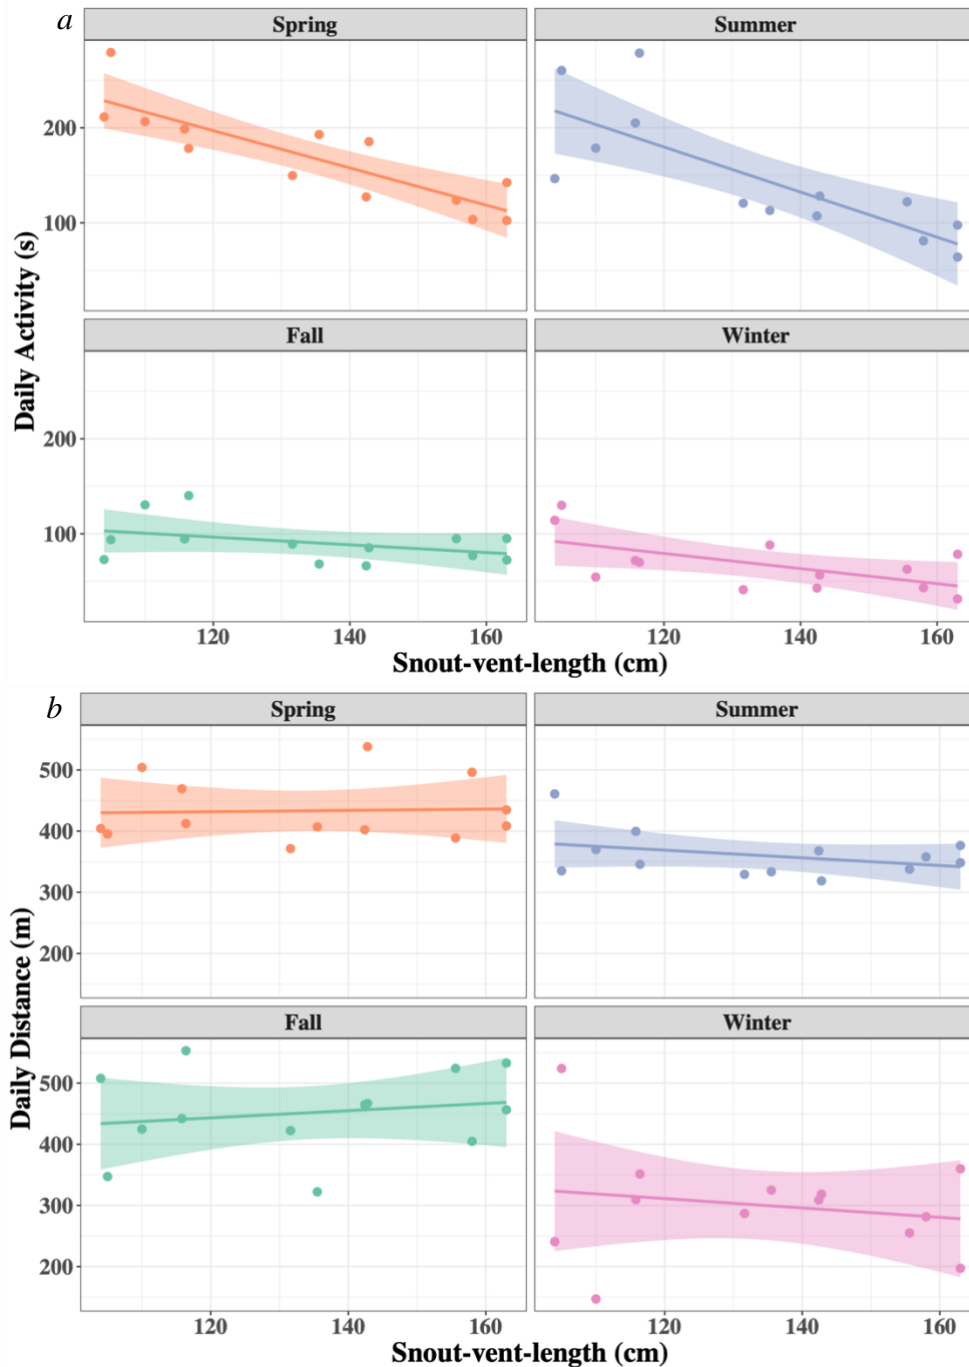 a
Spring
Summer
200
100
Fall
Winter
200
100
Daily Activity (s)
120
140
160
120
140
160
Snout-vent-length (cm)
b
Spring
Summer
500
400
300
200
Fall
Winter
500
400
300
200
Daily Distance (m)
120
140
160
120
140
160
Snout-vent-length (cm)